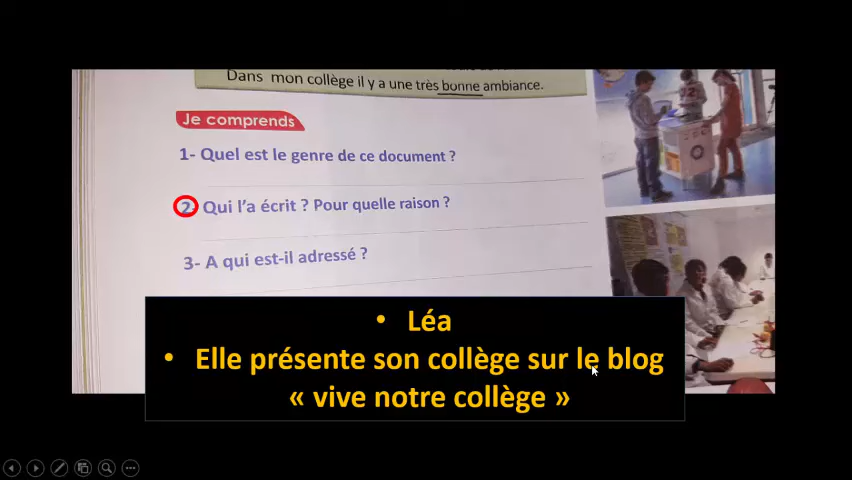 Dans mon collège il y a une très bonne ambiance.
Je comprends
1- Quel est le genre de ce document ?
2- Qui l'a écrit ? Pour quelle raison ?
3- A qui est-il adressé ?
• Léa
• Elle présente son collège sur le blog
« vive notre collège »